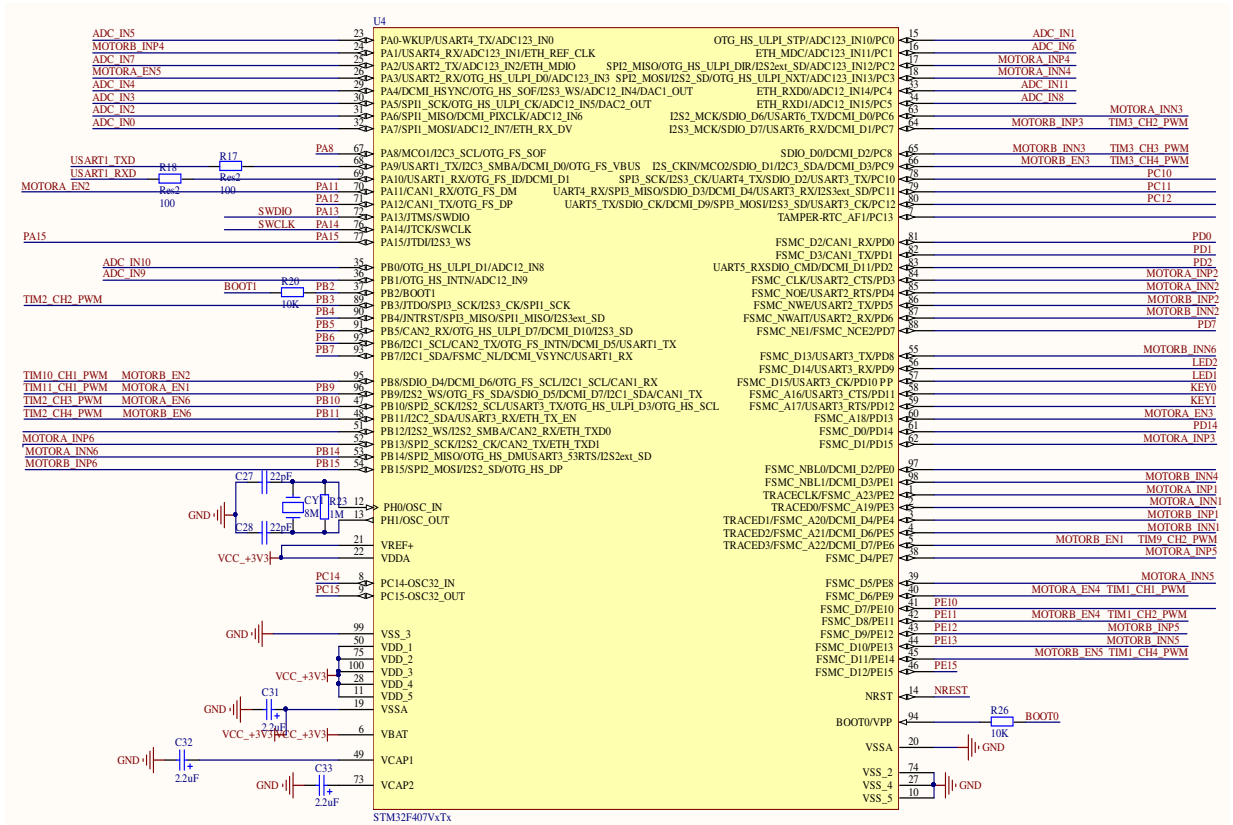 U4
ADC_IN5 23 PA0-WKUP/USART4_TX/ADC123_IN0 OTG_HS_ULPI_STP/ADC123_IN10/PC0 15 ADC_IN1
MOTORB_INP4 24 PA1/USART4_RX/ADC123_IN1/ETH_REF_CLK ETH_MDC/ADC123_IN11/PC1 16 ADC_IN6
ADC_IN7 25 PA2/USART2_TX/ADC123_IN2/ETH_MDIO SPI2_MISO/OTG_HS_ULPI_DIR/I2S2ext_SD/ADC123_IN12/PC2 17 MOTORA_INP4
MOTORA_EN5 26 PA3/USART2_RX/OTG_HS_ULPI_D0/ADC123_IN3 SPI2_MOSI/I2S2_SD/OTG_HS_ULPI_NXT/ADC123_IN13/PC3 18 MOTORA_INN4
ADC_IN4 29 PA4/DCMI_HSYNC/OTG_HS_SOF/I2S3_WS/ADC12_IN4/DAC1_OUT ETH_RXD0/ADC12_IN14/PC4 33 ADC_IN11
ADC_IN3 30 PA5/SPI1_SCK/OTG_HS_ULPI_CK/ADC12_IN5/DAC2_OUT ETH_RXD1/ADC12_IN15/PC5 34 ADC_IN8
ADC_IN2 31 PA6/SPI1_MISO/DCMI_PIXCLK/ADC12_IN6 I2S2_MCK/SDIO_D6/USART6_TX/DCMI_D0/PC6 63 MOTORA_INN3
ADC_IN0 32 PA7/SPI1_MOSI/ADC12_IN7/ETH_RX_DV I2S3_MCK/SDIO_D7/USART6_RX/DCMI_D1/PC7 64 MOTORB_INP3 TIM3_CH2_PWM
PA8 67 PA8/MCO1/I2C3_SCL/OTG_FS_SOF SDIO_D0/DCMI_D2/PC8 65 MOTORB_INN3 TIM3_CH3_PWM
USART1_TXD R17 Res2 100 68 PA9/USART1_TX/I2C3_SMBA/DCMI_D0/OTG_FS_VBUS I2S_CKIN/MCO2/SDIO_D1/I2C3_SDA/DCMI_D3/PC9 66 MOTORB_EN3 TIM3_CH4_PWM
USART1_RXD R18 Res2 100 69 PA10/USART1_RX/OTG_FS_ID/DCMI_D1 SPI3_SCK/I2S3_CK/UART4_TX/SDIO_D2/USART3_TX/PC10 78 PC10
MOTORA_EN2 PA11 70 PA11/CAN1_RX/OTG_FS_DM UART4_RX/SPI3_MISO/SDIO_D3/DCMI_D4/USART3_RX/I2S3ext_SD/PC11 79 PC11
PA12 71 PA12/CAN1_TX/OTG_FS_DP UART5_TX/SDIO_CK/DCMI_D9/SPI3_MOSI/I2S3_SD/USART3_CK/PC12 80 PC12
SWDIO PA13 72 PA13/JTMS/SWDIO TAMPER-RTC_AF1/PC13 7
SWCLK PA14 76 PA14/JTCK/SWCLK
PA15 PA15 77 PA15/JTDI/I2S3_WS FSMC_D2/CAN1_RX/PD0 81 PD0
FSMC_D3/CAN1_TX/PD1 82 PD1
ADC_IN10 35 PB0/OTG_HS_ULPI_D1/ADC12_IN8 UART5_RXSDIO_CMD/DCMI_D11/PD2 83 PD2
ADC_IN9 36 PB1/OTG_HS_INTN/ADC12_IN9 FSMC_CLK/USART2_CTS/PD3 84 MOTORA_INP2
BOOT1 R20 10K PB2 37 PB2/BOOT1 FSMC_NOE/USART2_RTS/PD4 85 MOTORA_INN2
TIM2_CH2_PWM PB3 89 PB3/JTDO/SPI3_SCK/I2S3_CK/SPI1_SCK FSMC_NWE/USART2_TX/PD5 86 MOTORB_INP2
PB4 90 PB4/JNTRST/SPI3_MISO/SPI1_MISO/I2S3ext_SD FSMC_NWAIT/USART2_RX/PD6 87 MOTORB_INN2
PB5 91 PB5/CAN2_RX/OTG_HS_ULPI_D7/DCMI_D10/I2S3_SD FSMC_NE1/FSMC_NCE2/PD7 88 PD7
PB6 92 PB6/I2C1_SCL/CAN2_TX/OTG_FS_INTN/DCMI_D5/USART1_TX
PB7 93 PB7/I2C1_SDA/FSMC_NL/DCMI_VSYNC/USART1_RX FSMC_D13/USART3_TX/PD8 55 MOTORB_INN6
FSMC_D14/USART3_RX/PD9 56 LED2
TIM10_CH1_PWM MOTORB_EN2 95 PB8/SDIO_D4/DCMI_D6/OTG_FS_SCL/I2C1_SCL/CAN1_RX FSMC_D15/USART3_CK/PD10 PP 57 LED1
TIM11_CH1_PWM MOTORA_EN1 PB9 96 PB9/I2S2_WS/OTG_FS_SDA/SDIO_D5/DCMI_D7/I2C1_SDA/CAN1_TX FSMC_A16/USART3_CTS/PD11 58 KEY0
TIM2_CH3_PWM MOTORA_EN6 PB10 47 PB10/SPI2_SCK/I2S2_SCL/USART3_TX/OTG_HS_ULPI_D3/OTG_HS_SCL FSMC_A17/USART3_RTS/PD12 59 KEY1
TIM2_CH4_PWM MOTORB_EN6 PB11 48 PB11/I2C2_SDA/USART3_RX/ETH_TX_EN FSMC_A18/PD13 60 MOTORA_EN3
51 PB12/I2S2_WS/I2S2_SMBA/CAN2_RX/ETH_TXD0 FSMC_D0/PD14 61 PD14
MOTORA_INP6 52 PB13/SPI2_SCK/I2S2_CK/CAN2_TX/ETH_TXD1 FSMC_D1/PD15 62 MOTORA_INP3
MOTORA_INN6 PB14 53 PB14/SPI2_MISO/OTG_HS_DMUSART3_53RTS/I2S2ext_SD
MOTORB_INP6 PB15 54 PB15/SPI2_MOSI/I2S2_SD/OTG_HS_DP FSMC_NBL0/DCMI_D2/PE0 97
C27 22pF FSMC_NBL1/DCMI_D3/PE1 98 MOTORB_INN4
TRACECLK/FSMC_A23/PE2 1 MOTORA_INP1
GND CY1 8M R23 1M 12 PH0/OSC_IN TRACED0/FSMC_A19/PE3 2 MOTORA_INN1
C28 22pF 13 PH1/OSC_OUT TRACED1/FSMC_A20/DCMI_D4/PE4 3 MOTORB_INP1
TRACED2/FSMC_A21/DCMI_D6/PE5 4 MOTORB_INN1
21 VREF+ TRACED3/FSMC_A22/DCMI_D7/PE6 5 MOTORB_EN1 TIM9_CH2_PWM
VCC_+3V3 22 VDDA FSMC_D4/PE7 38 MOTORA_INP5
PC14 8 PC14-OSC32_IN FSMC_D5/PE8 39 MOTORA_INN5
PC15 9 PC15-OSC32_OUT FSMC_D6/PE9 40 MOTORA_EN4 TIM1_CH1_PWM
FSMC_D7/PE10 41 PE10
FSMC_D8/PE11 42 PE11 MOTORB_EN4 TIM1_CH2_PWM
GND 99 VSS_3 FSMC_D9/PE12 43 PE12 MOTORB_INP5
50 VDD_1 FSMC_D10/PE13 44 PE13 MOTORB_INN5
75 VDD_2 FSMC_D11/PE14 45 MOTORB_EN5 TIM1_CH4_PWM
VCC_+3V3 100 VDD_3 FSMC_D12/PE15 46 PE15
28 VDD_4
11 VDD_5 NRST 14 NREST
GND C31 2.2uF 19 VSSA
BOOT0/VPP 94 R26 10K BOOT0
VCC_+3V3 VCC_+3V3 6 VBAT
VSSA 20 GND
GND C32 2.2uF 49 VCAP1
VSS_2 74
GND C33 2.2uF 73 VCAP2 VSS_4 27 GND
VSS_5 10
STM32F407VxTx